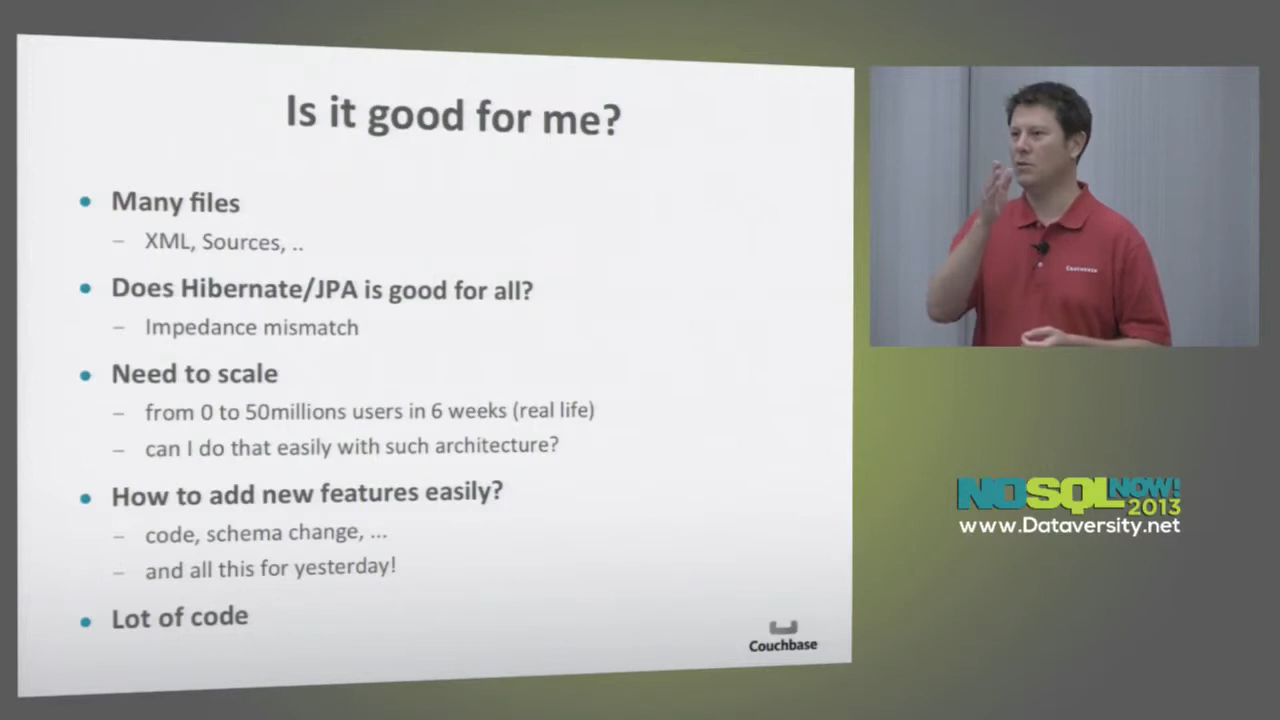 Is it good for me?
• Many files
– XML, Sources, ..
• Does Hibernate/JPA is good for all?
– Impedance mismatch
• Need to scale
– from 0 to 50millions users in 6 weeks (real life)
– can I do that easily with such architecture?
• How to add new features easily?
– code, schema change, ...
– and all this for yesterday!
• Lot of code
Couchbase
Couchbase
NOSQL NOW!
2013
www.Dataversity.net